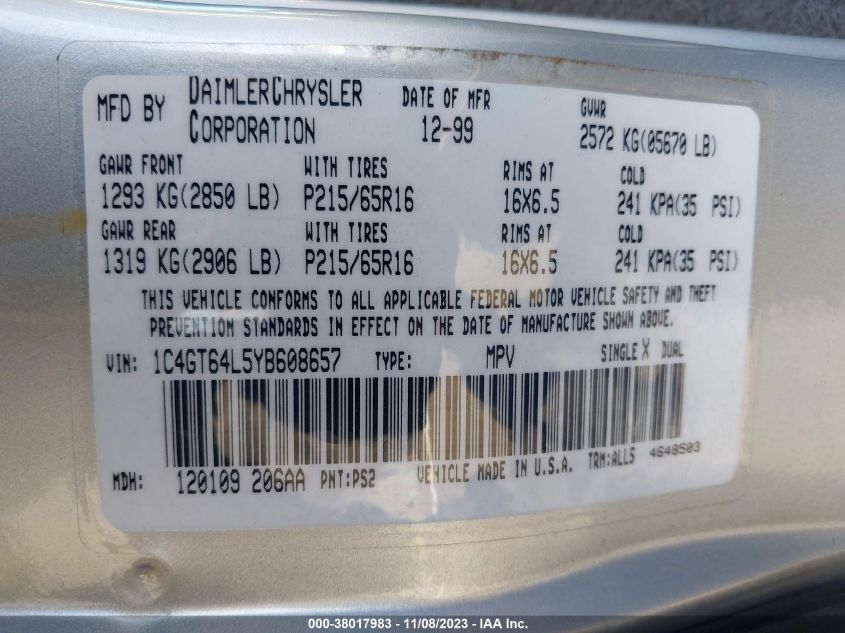 MFD BY DAIMLERCHRYSLER CORPORATION DATE OF MFR 12-99 GVWR 2572 KG(05670 LB)
GAWR FRONT WITH TIRES RIMS AT COLD
1293 KG(2850 LB) P215/65R16 16X6.5 241 KPA(35 PSI)
GAWR REAR WITH TIRES RIMS AT COLD
1319 KG(2906 LB) P215/65R16 16X6.5 241 KPA(35 PSI)
THIS VEHICLE CONFORMS TO ALL APPLICABLE FEDERAL MOTOR VEHICLE SAFETY AND THEFT
PREVENTION STANDARDS IN EFFECT ON THE DATE OF MANUFACTURE SHOWN ABOVE.
VIN: 1C4GT64L5YB608657 TYPE: MPV SINGLE X DUAL
MDH: 120109 206AA PNT:PS2 VEHICLE MADE IN U.S.A. TRM:ALL5 4648503
000-38017983 - 11/08/2023 - IAA Inc.